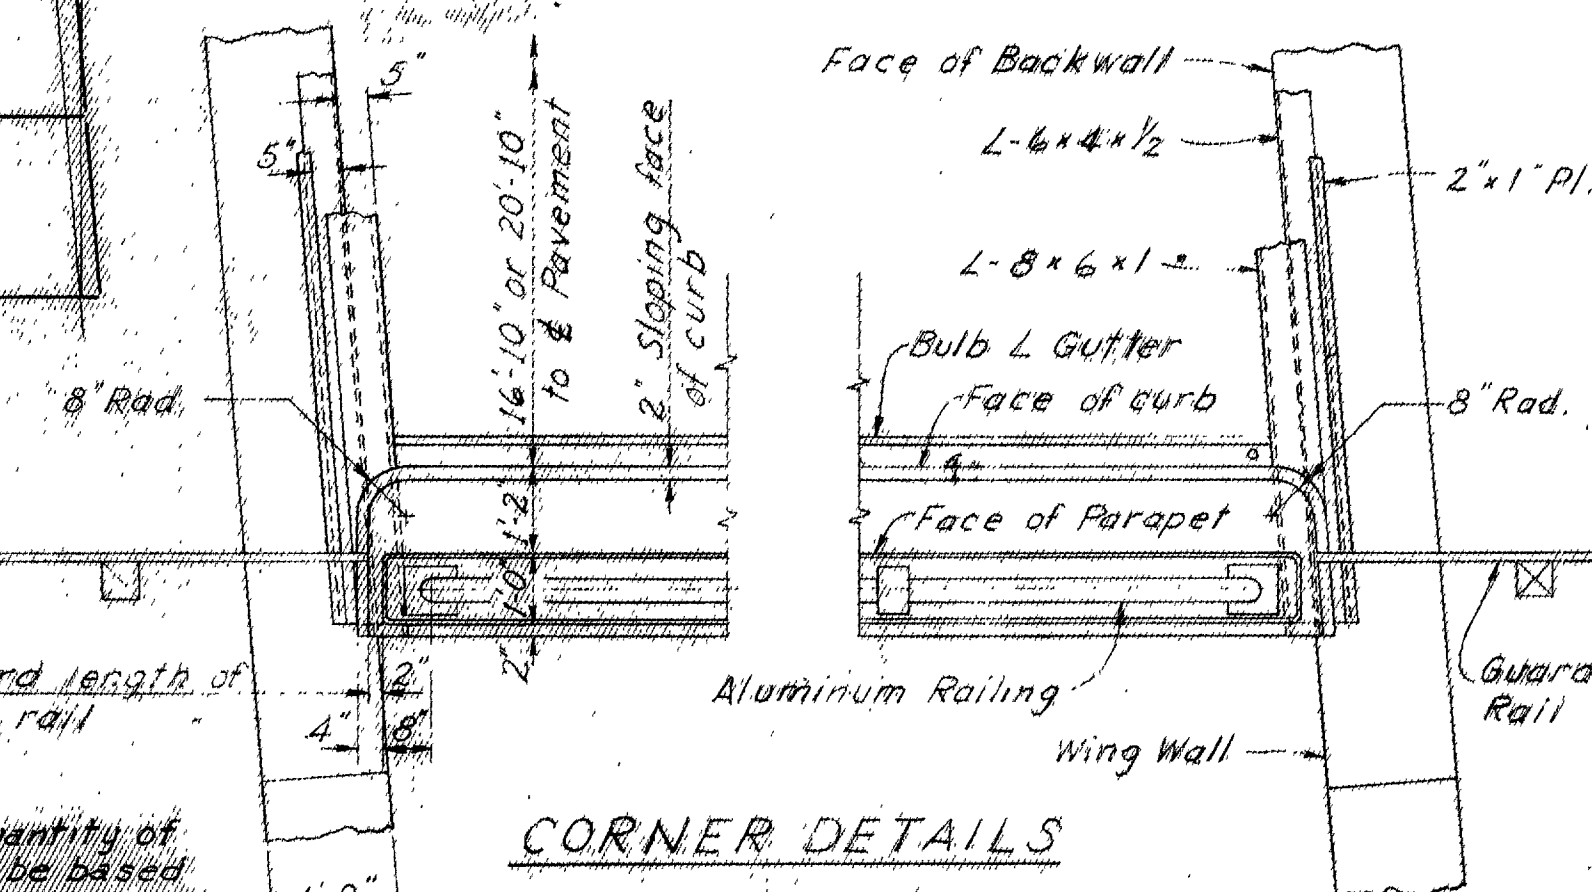 Face of Backwall
5"
L-6×4×1/2
5"
2"×1" Pl.
16'-10" or 20'-10"
to ℄ Pavement
2" Sloping face
of curb
L-8×6×1
Bulb L Gutter
8" Rad.
Face of curb
8" Rad.
1'-2"
Face of Parapet
1'-0"
2"
length of
rail
2"
4"
8"
Aluminum Railing
Guard
Rail
Wing Wall
CORNER DETAILS
of
be based